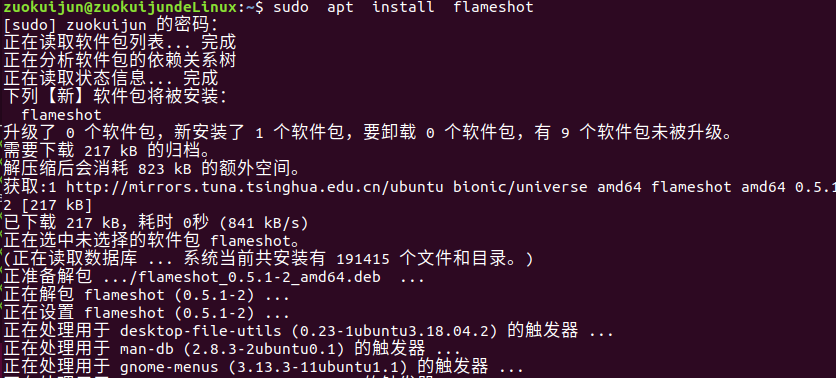 zuokuijun@zuokuijundeLinux:~$ sudo  apt  install  flameshot
[sudo] zuokuijun 的密码：
正在读取软件包列表... 完成
正在分析软件包的依赖关系树
正在读取状态信息... 完成
下列【新】软件包将被安装：
  flameshot
升级了 0 个软件包，新安装了 1 个软件包，要卸载 0 个软件包，有 9 个软件包未被升级。
需要下载 217 kB 的归档。
解压缩后会消耗 823 kB 的额外空间。
获取:1 http://mirrors.tuna.tsinghua.edu.cn/ubuntu bionic/universe amd64 flameshot amd64 0.5.1
2 [217 kB]
已下载 217 kB，耗时 0秒 (841 kB/s)
正在选中未选择的软件包 flameshot。
(正在读取数据库 ... 系统当前共安装有 191415 个文件和目录。)
正准备解包 .../flameshot_0.5.1-2_amd64.deb  ...
正在解包 flameshot (0.5.1-2) ...
正在设置 flameshot (0.5.1-2) ...
正在处理用于 desktop-file-utils (0.23-1ubuntu3.18.04.2) 的触发器 ...
正在处理用于 man-db (2.8.3-2ubuntu0.1) 的触发器 ...
正在处理用于 gnome-menus (3.13.3-11ubuntu1.1) 的触发器 ...